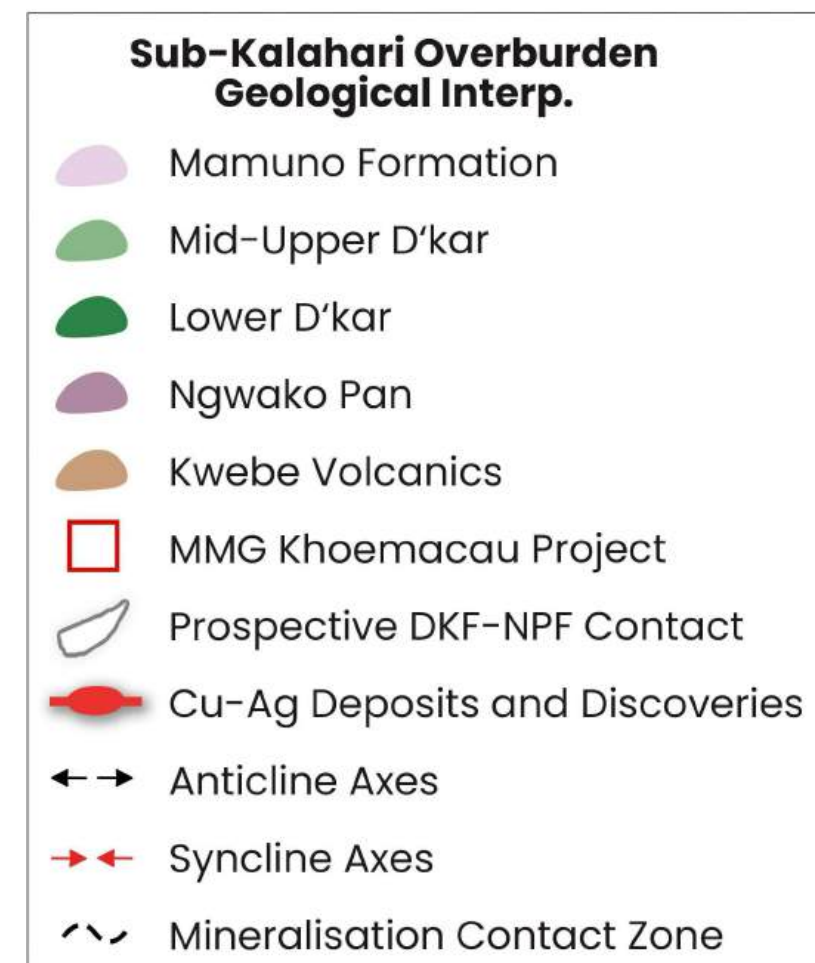 Sub-Kalahari Overburden
Geological Interp.
Mamuno Formation
Mid-Upper D‘kar
Lower D‘kar
Ngwako Pan
Kwebe Volcanics
MMG Khoemacau Project
Prospective DKF-NPF Contact
Cu-Ag Deposits and Discoveries
Anticline Axes
Syncline Axes
Mineralisation Contact Zone